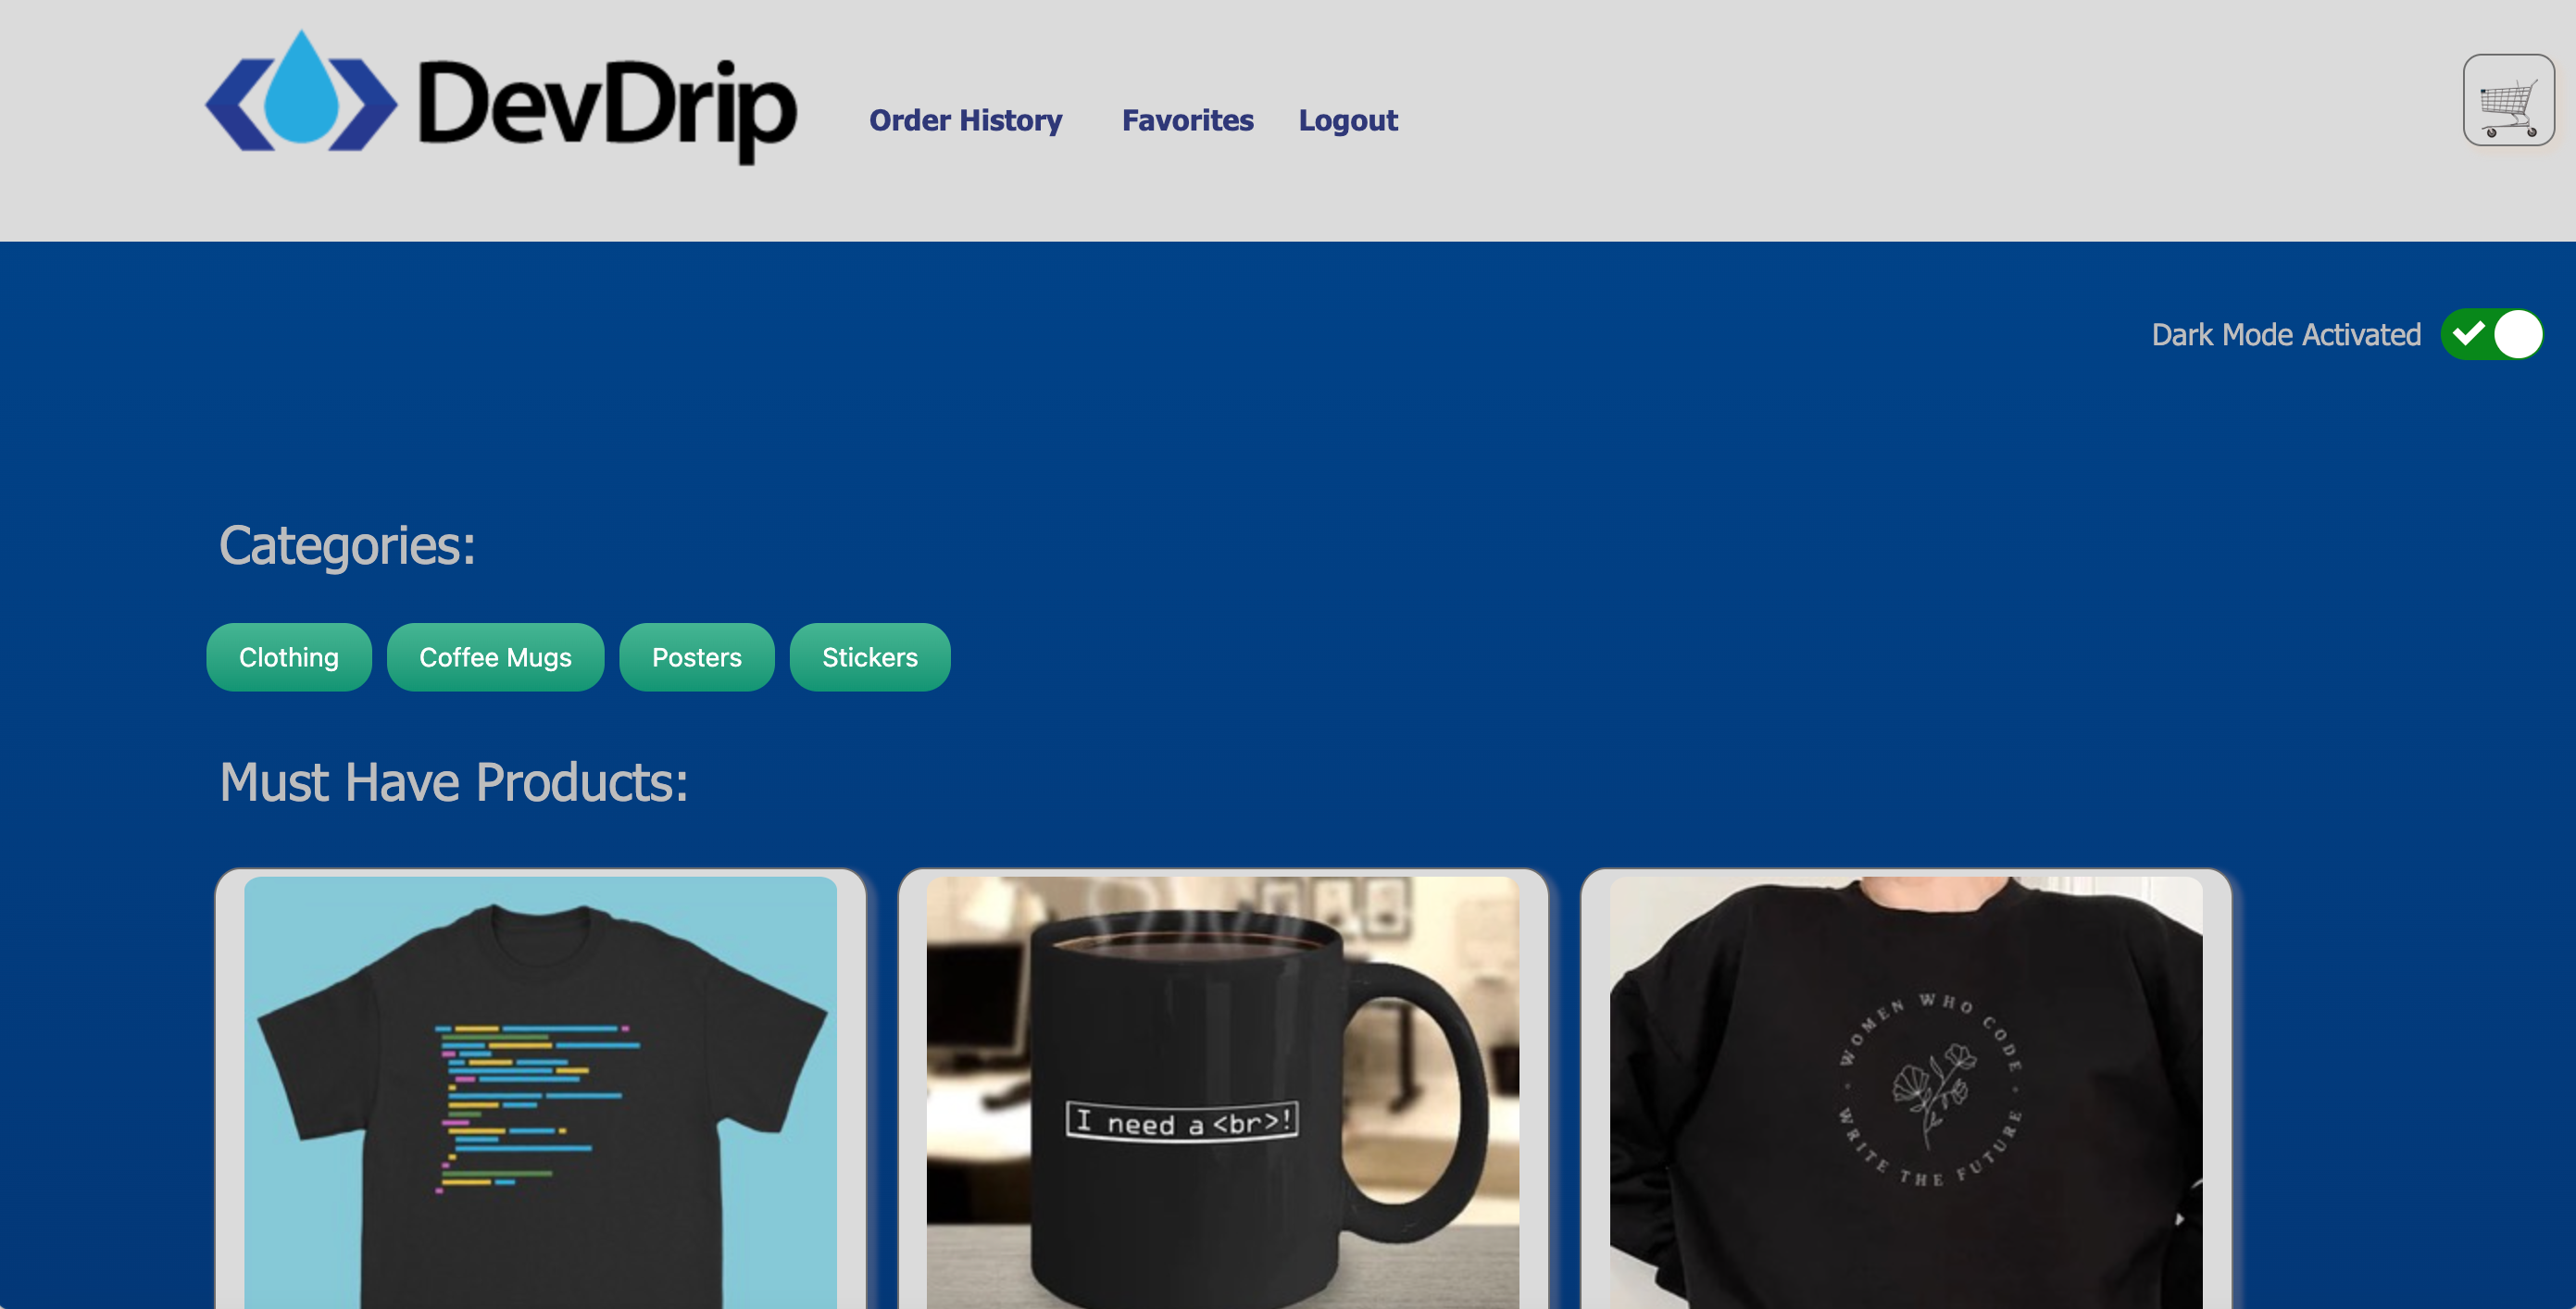 DevDrip
Order History Favorites Logout
Dark Mode Activated
Categories:
Clothing Coffee Mugs Posters Stickers
Must Have Products:
I need a <br>!
WOMEN WHO CODE
WRITE THE FUTURE